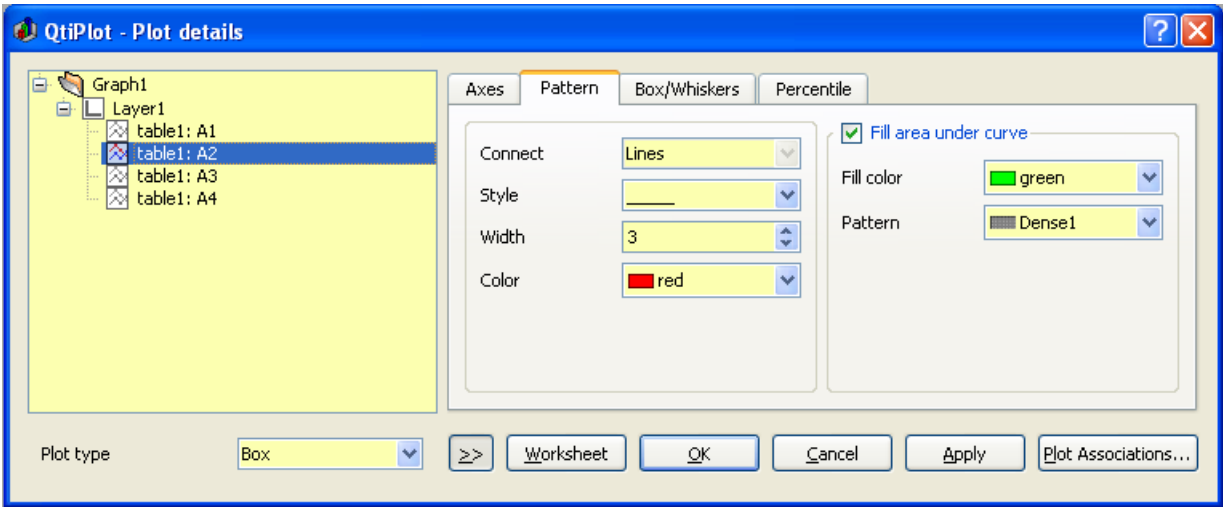 QtiPlot - Plot details
Graph1
Layer1
table1: A1
table1: A2
table1: A3
table1: A4
Axes Pattern Box/Whiskers Percentile
Connect Lines
Style
Width 3
Color red
Fill area under curve
Fill color green
Pattern Dense1
Plot type Box
>> Worksheet OK Cancel Apply Plot Associations...